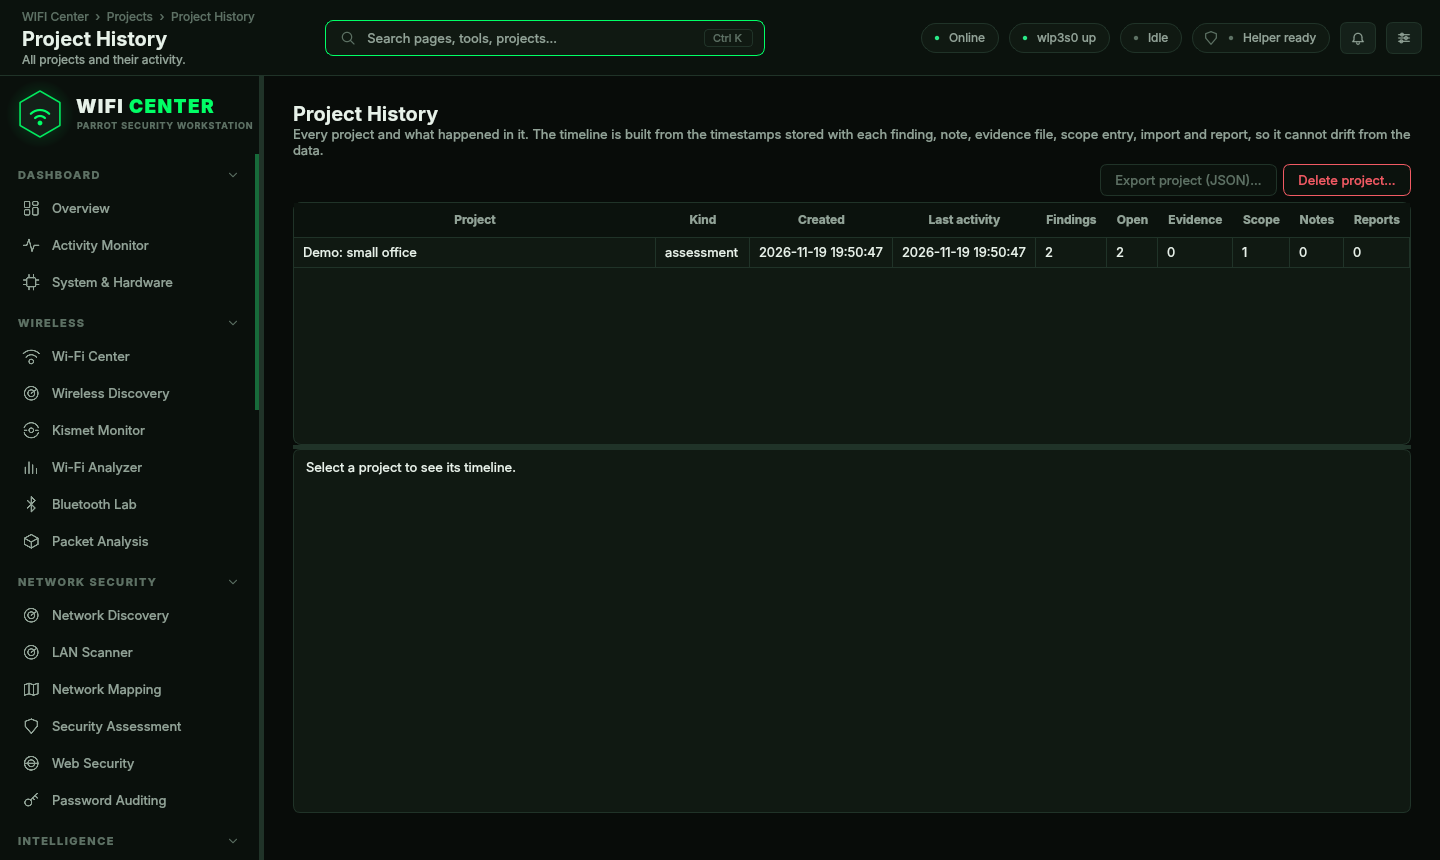 WIFI Center › Projects › Project History
Project History
All projects and their activity.
Search pages, tools, projects...
Ctrl K
Online
wlp3s0 up
Idle
Helper ready
WIFI CENTER
PARROT SECURITY WORKSTATION
DASHBOARD
Overview
Activity Monitor
System & Hardware
WIRELESS
Wi-Fi Center
Wireless Discovery
Kismet Monitor
Wi-Fi Analyzer
Bluetooth Lab
Packet Analysis
NETWORK SECURITY
Network Discovery
LAN Scanner
Network Mapping
Security Assessment
Web Security
Password Auditing
INTELLIGENCE
Project History
Every project and what happened in it. The timeline is built from the timestamps stored with each finding, note, evidence file, scope entry, import and report, so it cannot drift from the
data.
Export project (JSON)...
Delete project...
Project Kind Created Last activity Findings Open Evidence Scope Notes Reports
Demo: small office assessment 2026-11-19 19:50:47 2026-11-19 19:50:47 2 2 0 1 0 0
Select a project to see its timeline.